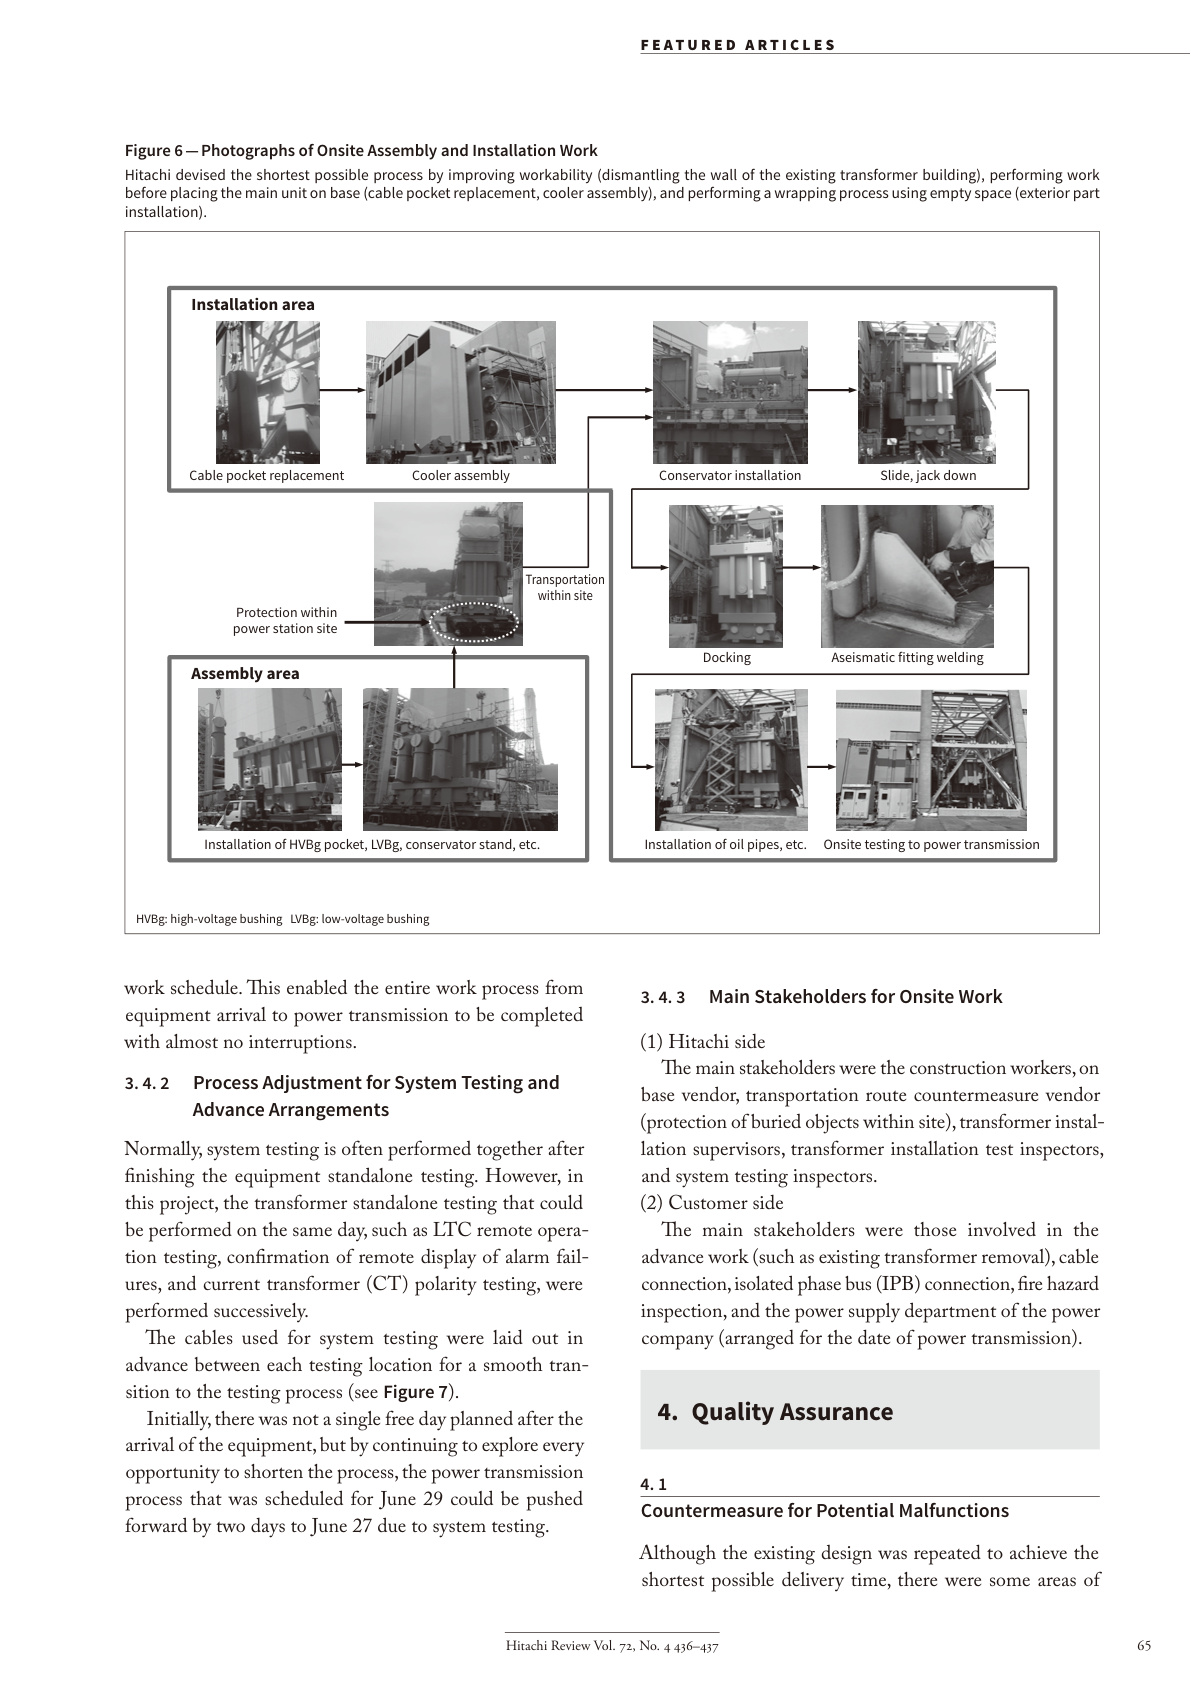 FEATURED ARTICLES
Figure 6 — Photographs of Onsite Assembly and Installation Work
Hitachi devised the shortest possible process by improving workability (dismantling the wall of the existing transformer building), performing work
before placing the main unit on base (cable pocket replacement, cooler assembly), and performing a wrapping process using empty space (exterior part
installation).
Installation area
Cable pocket replacement
Cooler assembly
Conservator installation
Slide, jack down
Transportation
within site
Protection within
power station site
Docking
Aseismatic fitting welding
Assembly area
Installation of HVBg pocket, LVBg, conservator stand, etc.
Installation of oil pipes, etc.
Onsite testing to power transmission
HVBg: high-voltage bushing LVBg: low-voltage bushing
work schedule. This enabled the entire work process from
equipment arrival to power transmission to be completed
with almost no interruptions.
3. 4. 2 Process Adjustment for System Testing and
Advance Arrangements
Normally, system testing is often performed together after
finishing the equipment standalone testing. However, in
this project, the transformer standalone testing that could
be performed on the same day, such as LTC remote opera-
tion testing, confirmation of remote display of alarm fail-
ures, and current transformer (CT) polarity testing, were
performed successively.
The cables used for system testing were laid out in
advance between each testing location for a smooth tran-
sition to the testing process (see Figure 7).
Initially, there was not a single free day planned after the
arrival of the equipment, but by continuing to explore every
opportunity to shorten the process, the power transmission
process that was scheduled for June 29 could be pushed
forward by two days to June 27 due to system testing.
3. 4. 3 Main Stakeholders for Onsite Work
(1) Hitachi side
The main stakeholders were the construction workers, on
base vendor, transportation route countermeasure vendor
(protection of buried objects within site), transformer instal-
lation supervisors, transformer installation test inspectors,
and system testing inspectors.
(2) Customer side
The main stakeholders were those involved in the
advance work (such as existing transformer removal), cable
connection, isolated phase bus (IPB) connection, fire hazard
inspection, and the power supply department of the power
company (arranged for the date of power transmission).
4. Quality Assurance
4. 1
Countermeasure for Potential Malfunctions
Although the existing design was repeated to achieve the
shortest possible delivery time, there were some areas of
Hitachi Review Vol. 72, No. 4 436–437
65